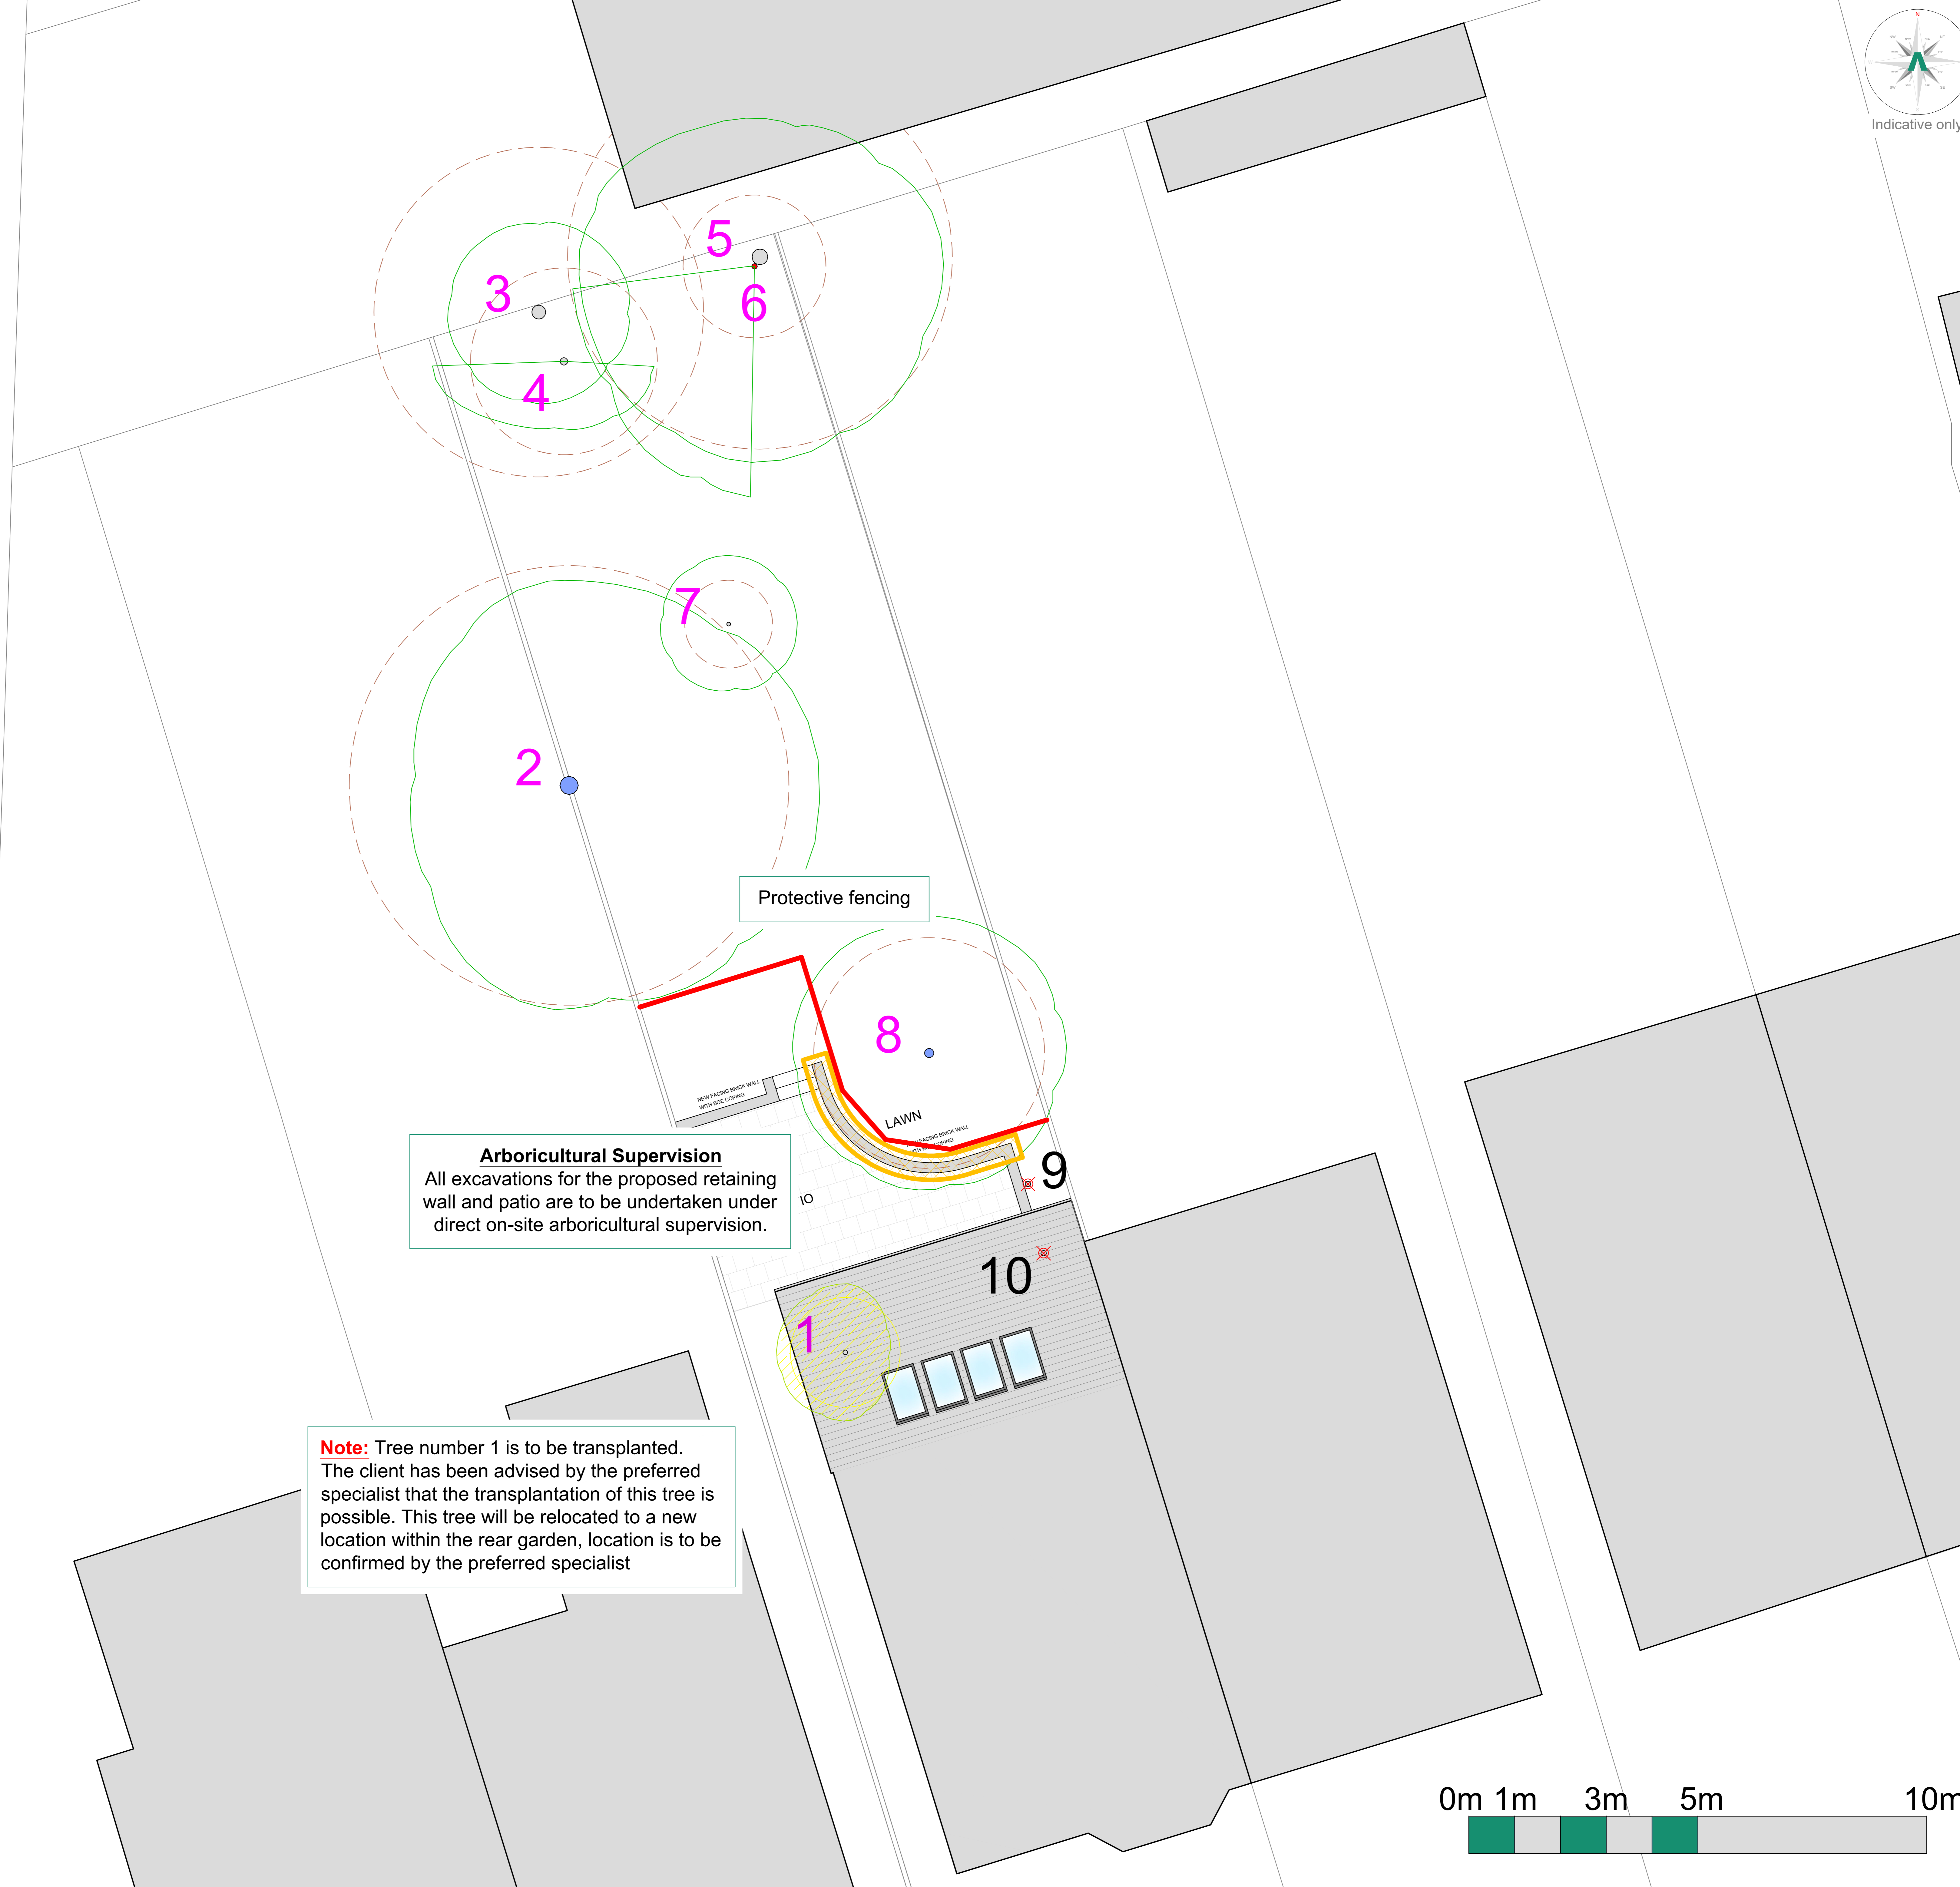 N
Indicative only
5
3
6
4
7
2
Protective fencing
8
NEW FACING BRICK WALL
WITH BOE COPING
LAWN
FACING BRICK WALL
COPING
9
Arboricultural Supervision
All excavations for the proposed retaining
wall and patio are to be undertaken under
direct on-site arboricultural supervision.
IO
10
1
Note: Tree number 1 is to be transplanted.
The client has been advised by the preferred
specialist that the transplantation of this tree is
possible. This tree will be relocated to a new
location within the rear garden, location is to be
confirmed by the preferred specialist
0m 1m 3m 5m 10m